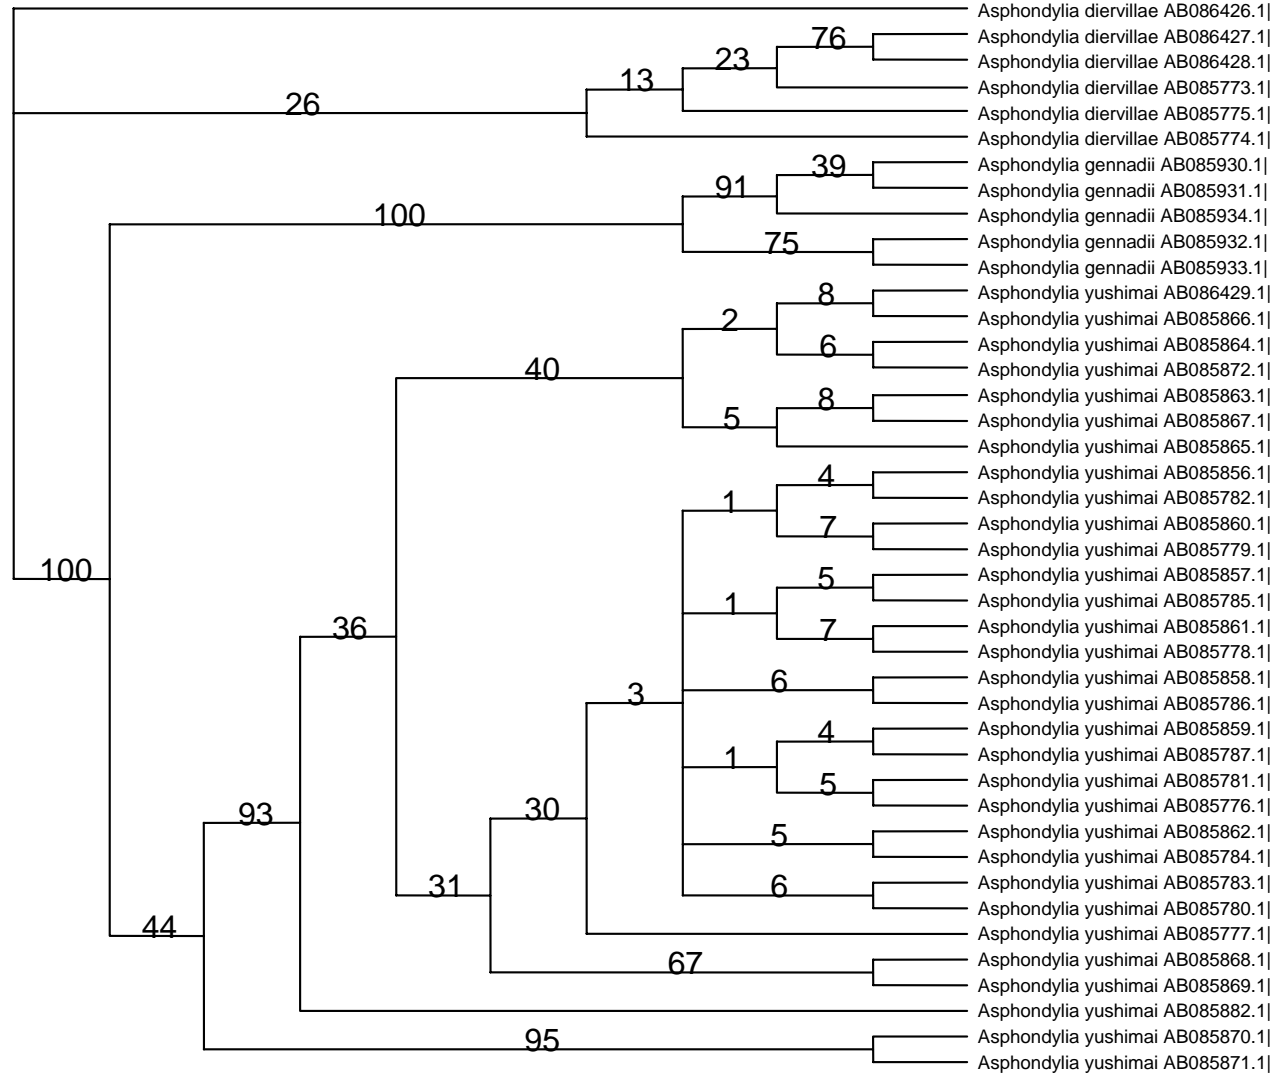 Asphondylia diervillae AB086426.1|
76
Asphondylia diervillae AB086427.1|
23
Asphondylia diervillae AB086428.1|
13
Asphondylia diervillae AB085773.1|
26
Asphondylia diervillae AB085775.1|
Asphondylia diervillae AB085774.1|
39
Asphondylia gennadii AB085930.1|
91
Asphondylia gennadii AB085931.1|
100
Asphondylia gennadii AB085934.1|
75
Asphondylia gennadii AB085932.1|
Asphondylia gennadii AB085933.1|
8
Asphondylia yushimai AB086429.1|
2
Asphondylia yushimai AB085866.1|
6
Asphondylia yushimai AB085864.1|
40
Asphondylia yushimai AB085872.1|
8
Asphondylia yushimai AB085863.1|
5
Asphondylia yushimai AB085867.1|
Asphondylia yushimai AB085865.1|
4
Asphondylia yushimai AB085856.1|
1
Asphondylia yushimai AB085782.1|
7
Asphondylia yushimai AB085860.1|
Asphondylia yushimai AB085779.1|
100
5
Asphondylia yushimai AB085857.1|
1
Asphondylia yushimai AB085785.1|
36
7
Asphondylia yushimai AB085861.1|
Asphondylia yushimai AB085778.1|
6
Asphondylia yushimai AB085858.1|
3
Asphondylia yushimai AB085786.1|
4
Asphondylia yushimai AB085859.1|
1
Asphondylia yushimai AB085787.1|
5
Asphondylia yushimai AB085781.1|
93
30
Asphondylia yushimai AB085776.1|
5
Asphondylia yushimai AB085862.1|
Asphondylia yushimai AB085784.1|
31
6
Asphondylia yushimai AB085783.1|
Asphondylia yushimai AB085780.1|
44
Asphondylia yushimai AB085777.1|
67
Asphondylia yushimai AB085868.1|
Asphondylia yushimai AB085869.1|
Asphondylia yushimai AB085882.1|
95
Asphondylia yushimai AB085870.1|
Asphondylia yushimai AB085871.1|